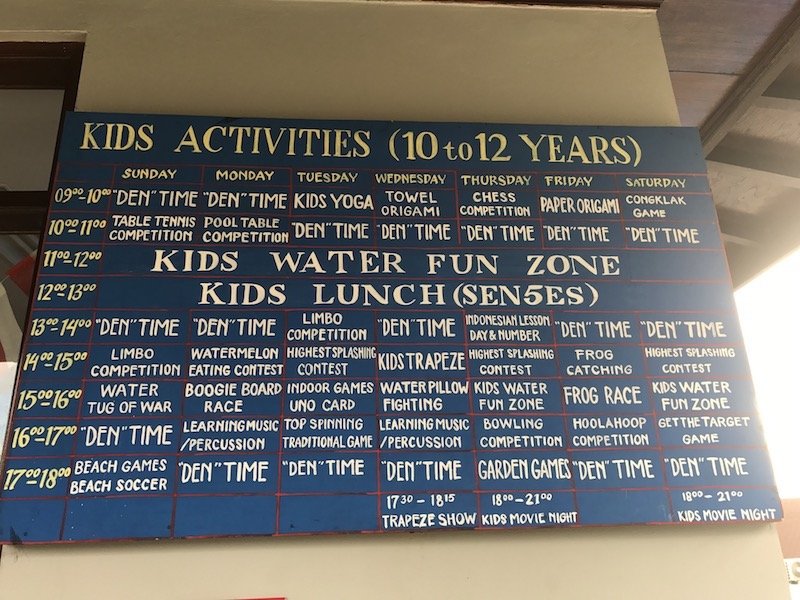 KIDS ACTIVITIES (10 to 12 YEARS)
SUNDAY MONDAY TUESDAY WEDNESDAY THURSDAY FRIDAY SATURDAY
09⁰⁰-10⁰⁰ "DEN" TIME "DEN" TIME KIDS YOGA TOWEL ORIGAMI CHESS COMPETITION PAPER ORIGAMI CONGKLAK GAME
10⁰⁰-11⁰⁰ TABLE TENNIS COMPETITION POOL TABLE COMPETITION "DEN" TIME "DEN" TIME "DEN" TIME "DEN" TIME "DEN" TIME
11⁰⁰-12⁰⁰ KIDS WATER FUN ZONE
12⁰⁰-13⁰⁰ KIDS LUNCH (SEN5ES)
13⁰⁰-14⁰⁰ "DEN" TIME "DEN" TIME LIMBO COMPETITION "DEN" TIME INDONESIAN LESSON DAY & NUMBER "DEN" TIME "DEN" TIME
14⁰⁰-15⁰⁰ LIMBO COMPETITION WATERMELON EATING CONTEST HIGHEST SPLASHING CONTEST KIDS TRAPEZE HIGHEST SPLASHING CONTEST FROG CATCHING HIGHEST SPLASHING CONTEST
15⁰⁰-16⁰⁰ WATER TUG OF WAR BOOGIE BOARD RACE INDOOR GAMES UNO CARD WATER PILLOW FIGHTING KIDS WATER FUN ZONE FROG RACE KIDS WATER FUN ZONE
16⁰⁰-17⁰⁰ "DEN" TIME LEARNING MUSIC /PERCUSSION TOP SPINNING TRADITIONAL GAME LEARNING MUSIC /PERCUSSION BOWLING COMPETITION HOOLAHOOP COMPETITION GET THE TARGET GAME
17⁰⁰-18⁰⁰ BEACH GAMES BEACH SOCCER "DEN" TIME "DEN" TIME "DEN" TIME GARDEN GAMES "DEN" TIME "DEN" TIME
17³⁰ - 18¹⁵ TRAPEZE SHOW 18⁰⁰ - 21⁰⁰ KIDS MOVIE NIGHT 18⁰⁰ - 21⁰⁰ KIDS MOVIE NIGHT